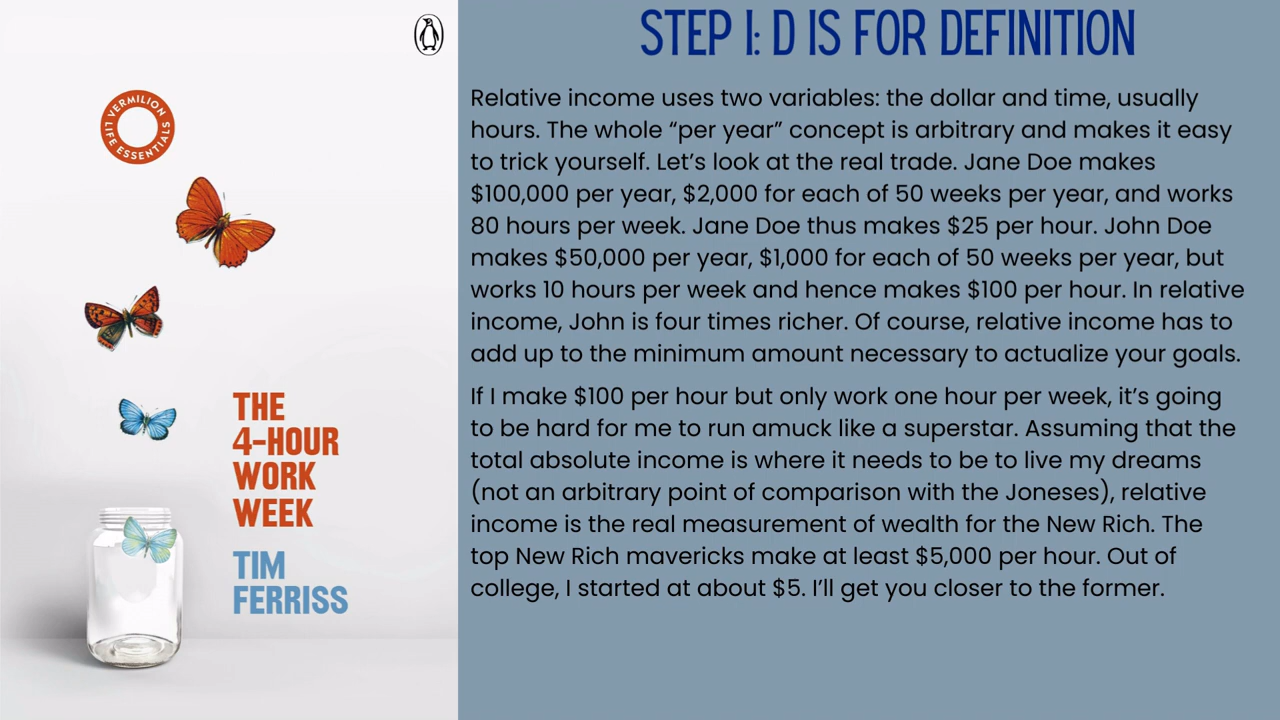 VERMILION
LIFE ESSENTIALS
THE
4-HOUR
WORK
WEEK
TIM
FERRISS
STEP 1: D IS FOR DEFINITION
Relative income uses two variables: the dollar and time, usually
hours. The whole “per year” concept is arbitrary and makes it easy
to trick yourself. Let’s look at the real trade. Jane Doe makes
$100,000 per year, $2,000 for each of 50 weeks per year, and works
80 hours per week. Jane Doe thus makes $25 per hour. John Doe
makes $50,000 per year, $1,000 for each of 50 weeks per year, but
works 10 hours per week and hence makes $100 per hour. In relative
income, John is four times richer. Of course, relative income has to
add up to the minimum amount necessary to actualize your goals.
If I make $100 per hour but only work one hour per week, it’s going
to be hard for me to run amuck like a superstar. Assuming that the
total absolute income is where it needs to be to live my dreams
(not an arbitrary point of comparison with the Joneses), relative
income is the real measurement of wealth for the New Rich. The
top New Rich mavericks make at least $5,000 per hour. Out of
college, I started at about $5. I’ll get you closer to the former.